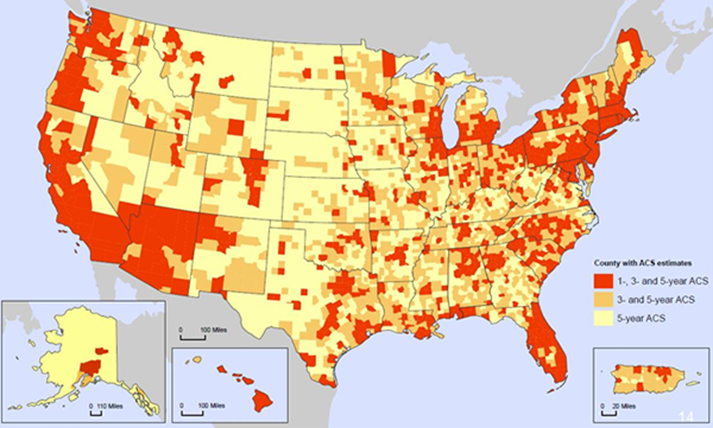 County with ACS estimates
1-, 3- and 5-year ACS
3- and 5-year ACS
5-year ACS
0 100 Miles
0 110 Miles
0 100 Miles
0 20 Miles
14